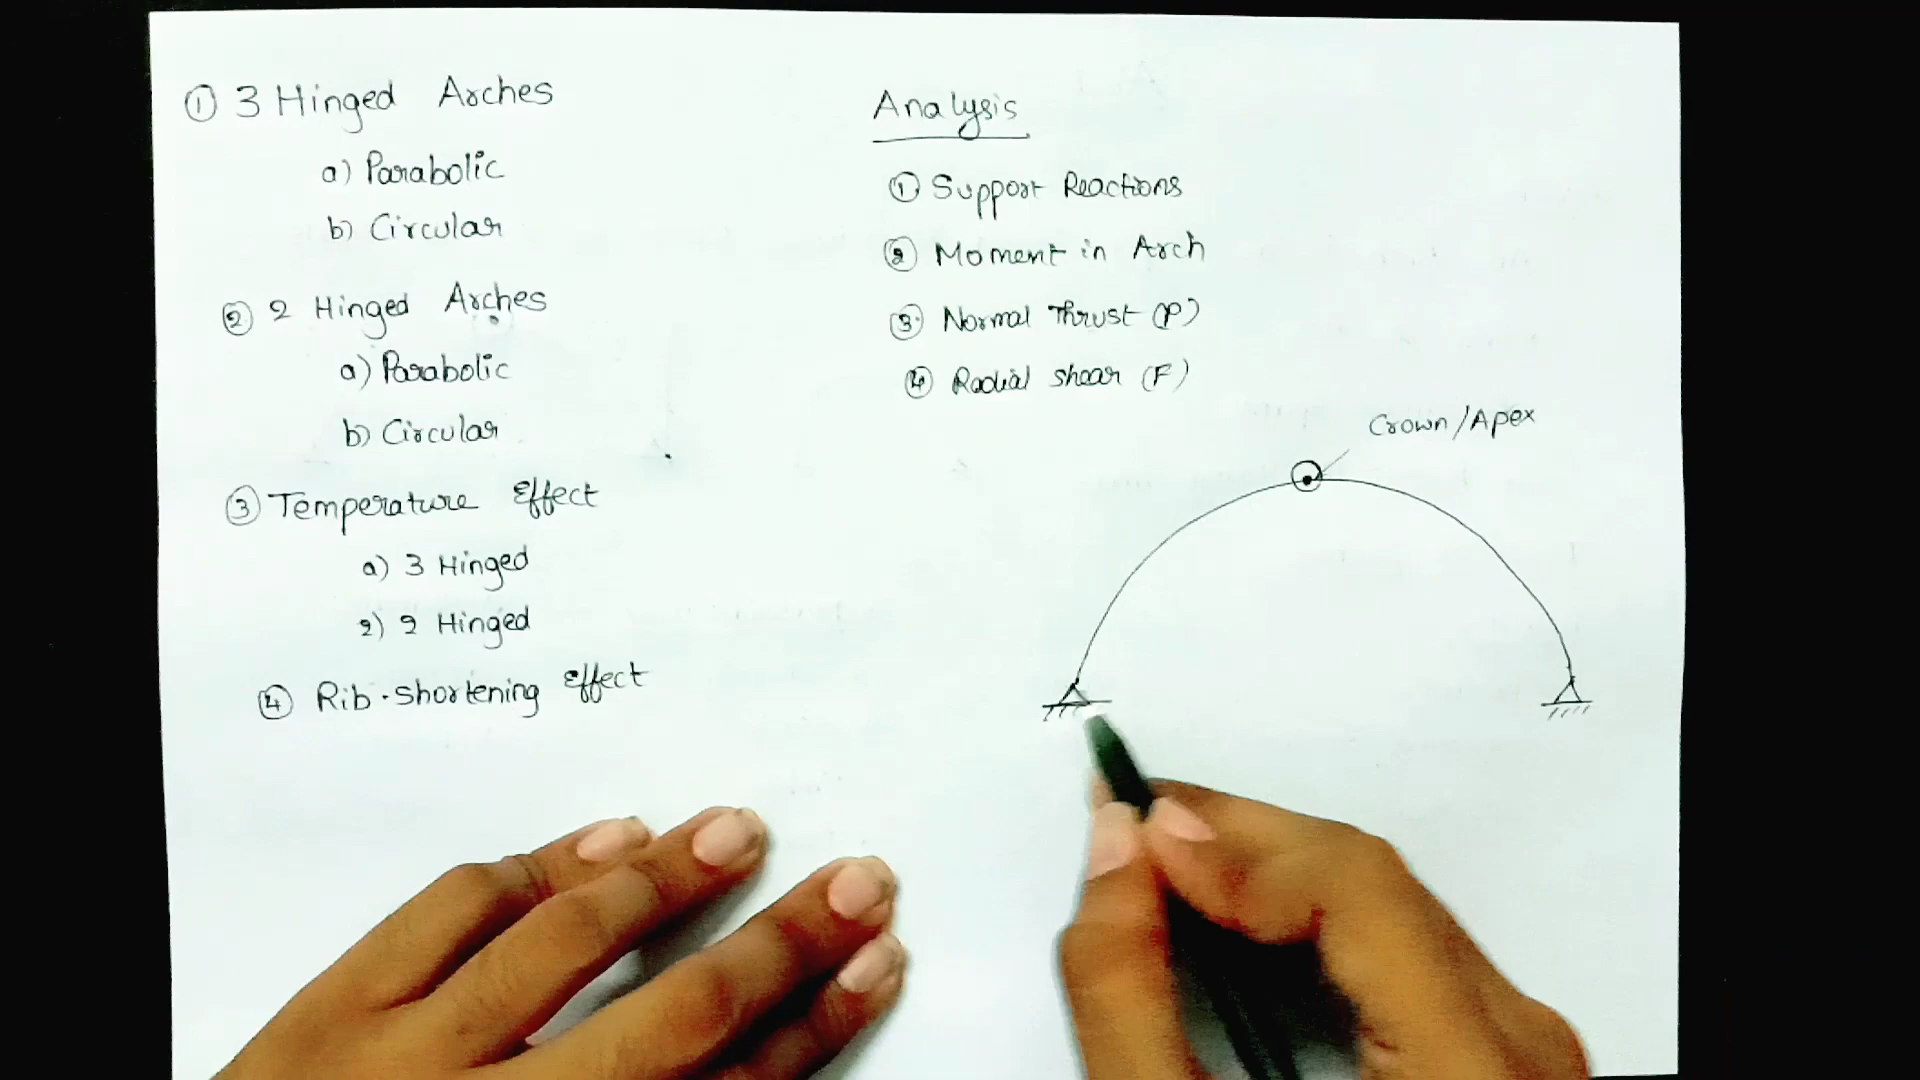 ① 3 Hinged Arches
a) Parabolic
b) Circular
② 2 Hinged Arches
a) Parabolic
b) Circular
③ Temperature Effect
a) 3 Hinged
2) 2 Hinged
④ Rib-shortening Effect
Analysis
① Support Reactions
② Moment in Arch
③ Normal Thrust (P)
④ Radial shear (F)
Crown/Apex